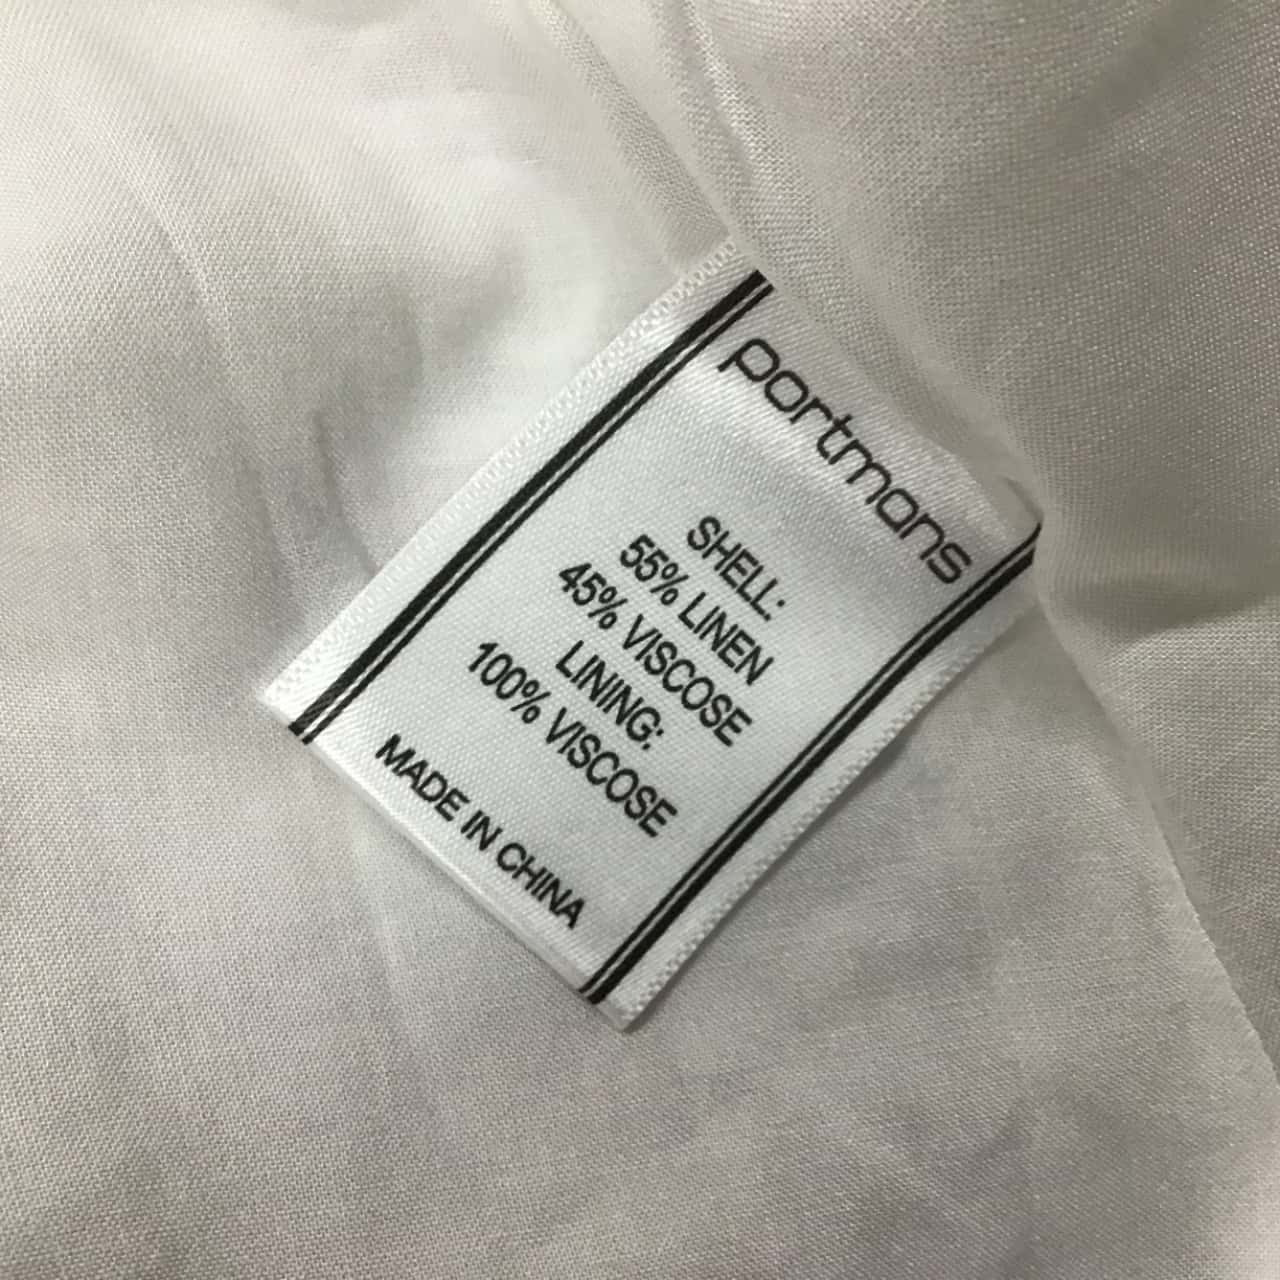 portmans
SHELL:
55% LINEN
45% VISCOSE
LINING:
100% VISCOSE
MADE IN CHINA